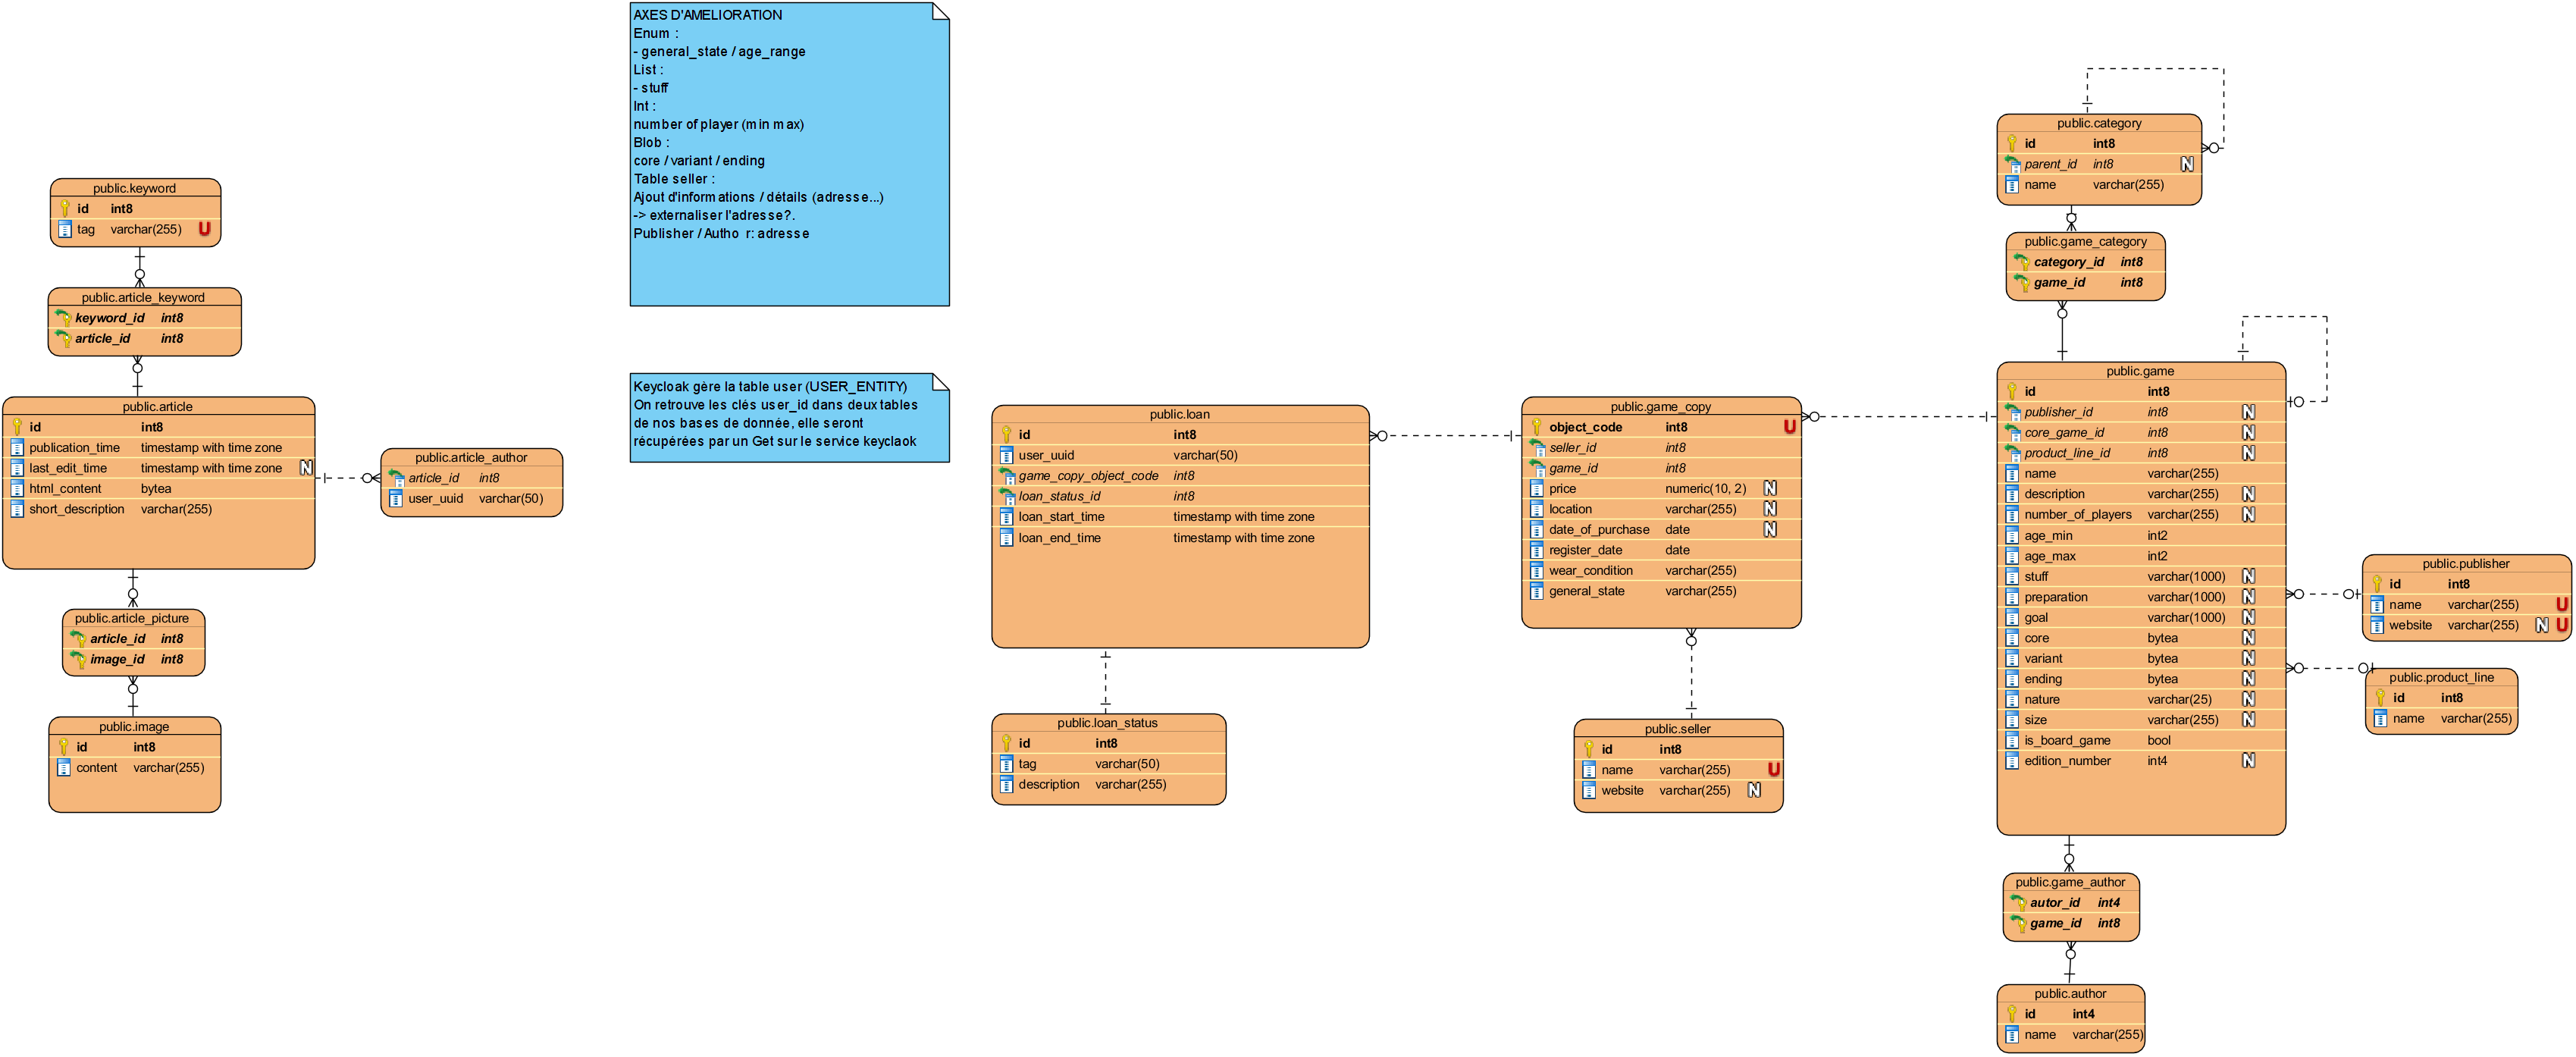 AXES D'AMELIORATION
Enum :
- general_state / age_range
List :
- stuff
Int :
number of player (min max)
Blob :
core / variant / ending
Table seller :
Ajout d'informations / détails (adresse...)
-> externaliser l'adresse?.
Publisher / Autho r: adresse
Keycloak gère la table user (USER_ENTITY)
On retrouve les clés user_id dans deux tables
de nos bases de donnée, elle seront
récupérées par un Get sur le service keyclaok
public.keyword
id int8
tag varchar(255) U
public.article_keyword
keyword_id int8
article_id int8
public.article
id int8
publication_time timestamp with time zone
last_edit_time timestamp with time zone N
html_content bytea
short_description varchar(255)
public.article_author
article_id int8
user_uuid varchar(50)
public.article_picture
article_id int8
image_id int8
public.image
id int8
content varchar(255)
public.loan
id int8
user_uuid varchar(50)
game_copy_object_code int8
loan_status_id int8
loan_start_time timestamp with time zone
loan_end_time timestamp with time zone
public.loan_status
id int8
tag varchar(50)
description varchar(255)
public.game_copy
object_code int8 U
seller_id int8
game_id int8
price numeric(10, 2) N
location varchar(255) N
date_of_purchase date N
register_date date
wear_condition varchar(255)
general_state varchar(255)
public.seller
id int8
name varchar(255) U
website varchar(255) N
public.category
id int8
parent_id int8 N
name varchar(255)
public.game_category
category_id int8
game_id int8
public.game
id int8
publisher_id int8 N
core_game_id int8 N
product_line_id int8 N
name varchar(255)
description varchar(255) N
number_of_players varchar(255) N
age_min int2
age_max int2
stuff varchar(1000) N
preparation varchar(1000) N
goal varchar(1000) N
core bytea N
variant bytea N
ending bytea N
nature varchar(25) N
size varchar(255) N
is_board_game bool
edition_number int4 N
public.publisher
id int8
name varchar(255) U
website varchar(255) N U
public.product_line
id int8
name varchar(255)
public.game_author
autor_id int4
game_id int8
public.author
id int4
name varchar(255)